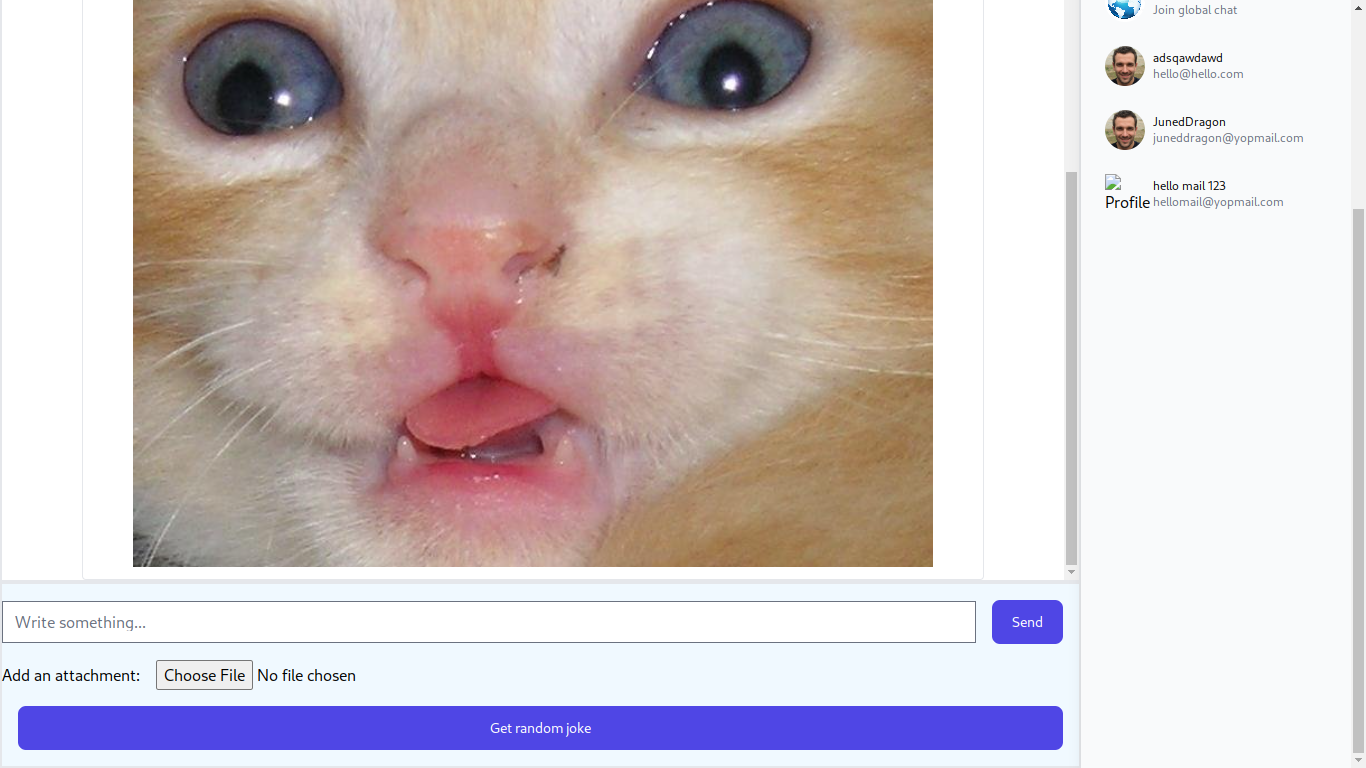 Join global chat
adsqawdawd
hello@hello.com
JunedDragon
juneddragon@yopmail.com
hello mail 123
Profile hellomail@yopmail.com
Write something...
Send
Add an attachment: Choose File No file chosen
Get random joke